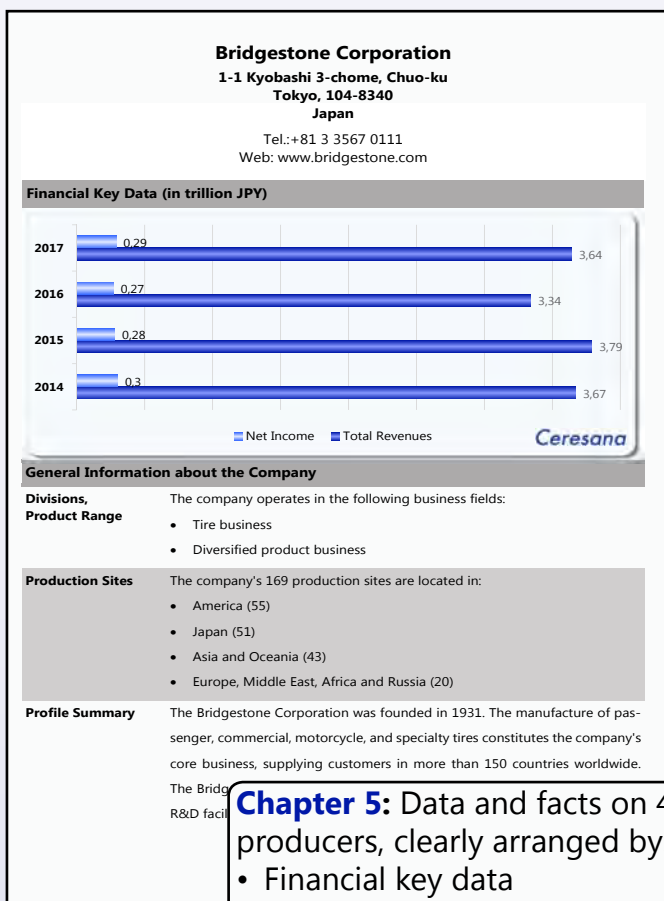 Bridgestone Corporation
1-1 Kyobashi 3-chome, Chuo-ku
Tokyo, 104-8340
Japan
Tel.:+81 3 3567 0111
Web: www.bridgestone.com
Financial Key Data (in trillion JPY)
2017
0,29
3,64
2016
0,27
3,34
2015
0,28
3,79
2014
0,3
3,67
Net Income Total Revenues
Ceresana
General Information about the Company
Divisions, Product Range
The company operates in the following business fields:
• Tire business
• Diversified product business
Production Sites
The company's 169 production sites are located in:
• America (55)
• Japan (51)
• Asia and Oceania (43)
• Europe, Middle East, Africa and Russia (20)
Profile Summary
The Bridgestone Corporation was founded in 1931. The manufacture of pas-
senger, commercial, motorcycle, and specialty tires constitutes the company's
core business, supplying customers in more than 150 countries worldwide.
The Bridg
R&D facil
Chapter 5: Data and facts on 4
producers, clearly arranged by
• Financial key data